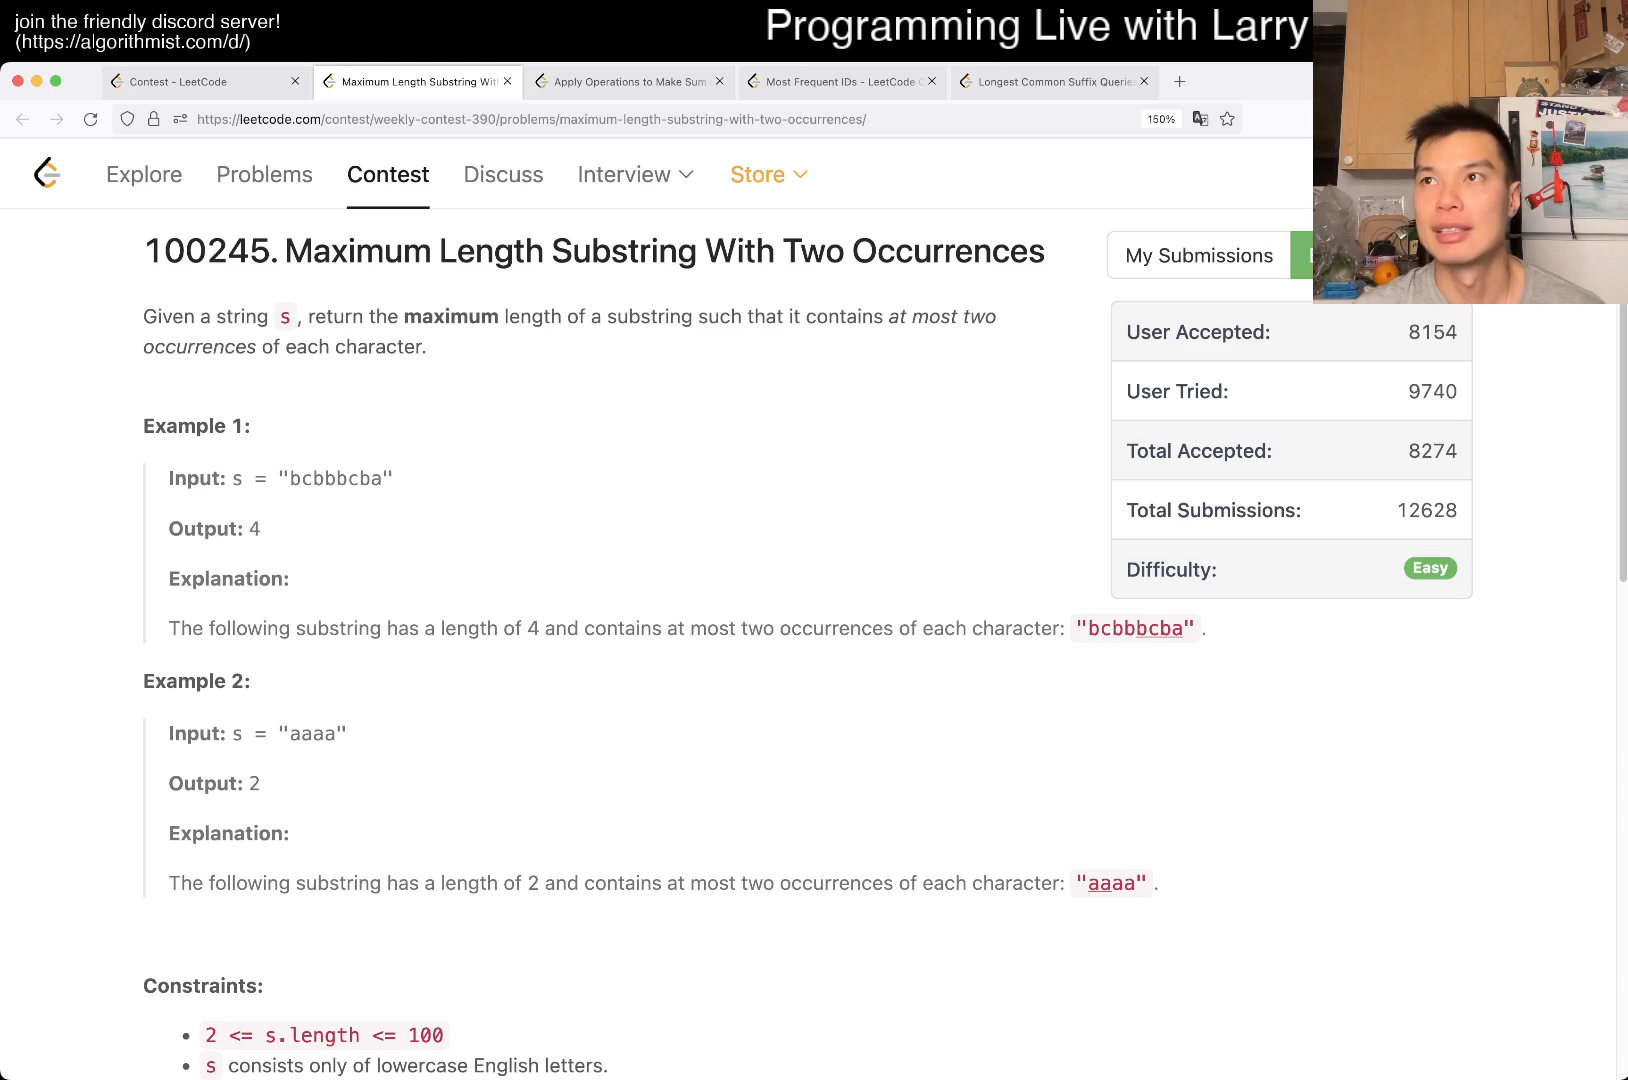 join the friendly discord server!
(https://algorithmist.com/d/)
Programming Live with Larry
Contest - LeetCode
Maximum Length Substring Wit
Apply Operations to Make Sum
Most Frequent IDs - LeetCode
Longest Common Suffix Querie
https://leetcode.com/contest/weekly-contest-390/problems/maximum-length-substring-with-two-occurrences/
150%
Explore
Problems
Contest
Discuss
Interview
Store
100245. Maximum Length Substring With Two Occurrences
My Submissions
Given a string s, return the maximum length of a substring such that it contains at most two
occurrences of each character.
User Accepted: 8154
User Tried: 9740
Total Accepted: 8274
Total Submissions: 12628
Difficulty: Easy
Example 1:
Input: s = "bcbbbcba"
Output: 4
Explanation:
The following substring has a length of 4 and contains at most two occurrences of each character: "bcbbbcba".
Example 2:
Input: s = "aaaa"
Output: 2
Explanation:
The following substring has a length of 2 and contains at most two occurrences of each character: "aaaa".
Constraints:
2 <= s.length <= 100
s consists only of lowercase English letters.